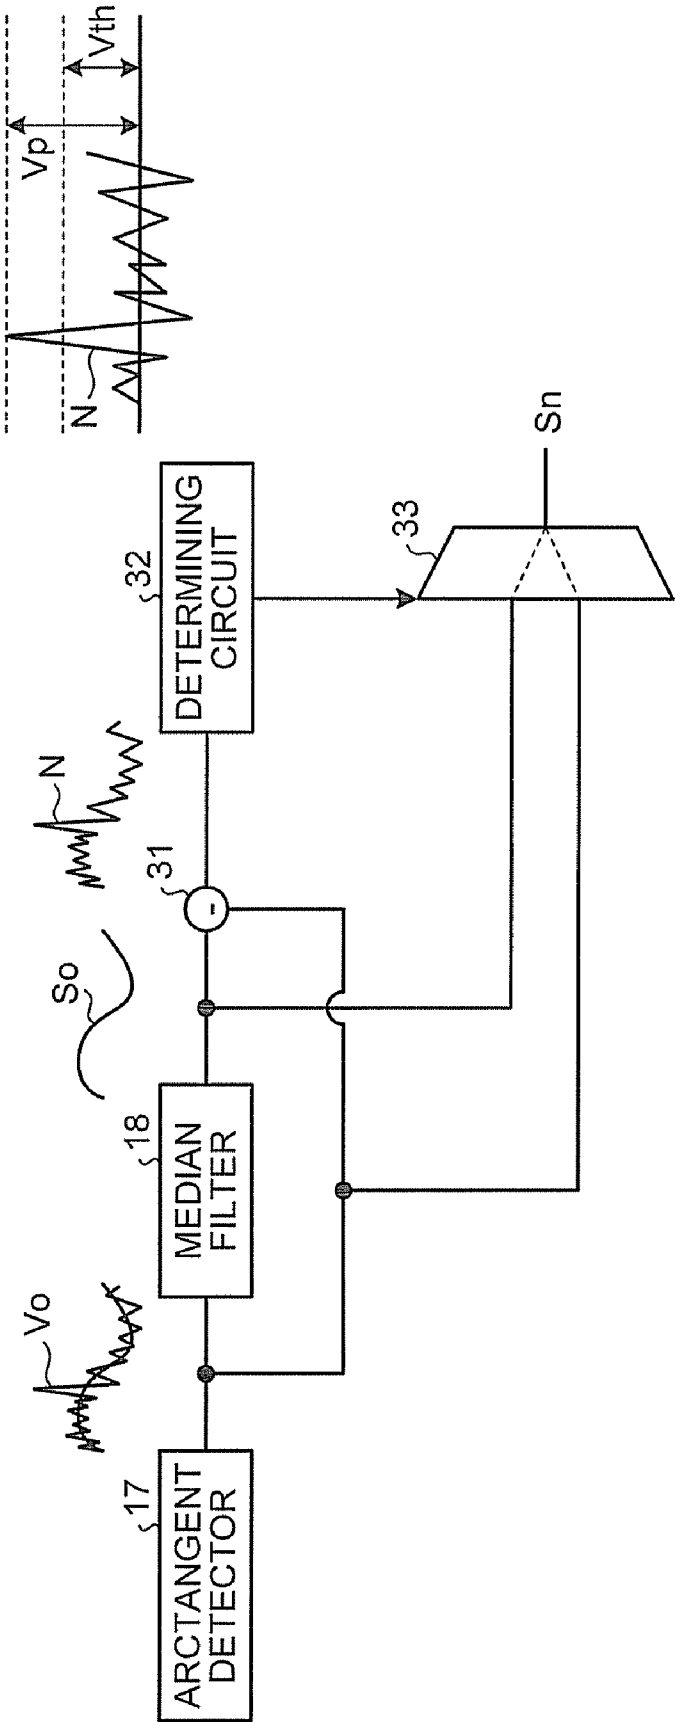 17
ARCTANGENT
DETECTOR
Vo
18
MEDIAN
FILTER
So
31
-
N
32
DETERMINING
CIRCUIT
33
Sn
N
Vp
Vth